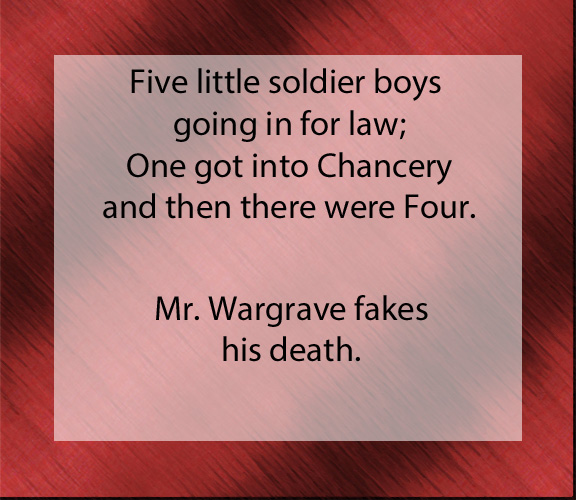 Five little soldier boys
going in for law;
One got into Chancery
and then there were Four.
Mr. Wargrave fakes
his death.